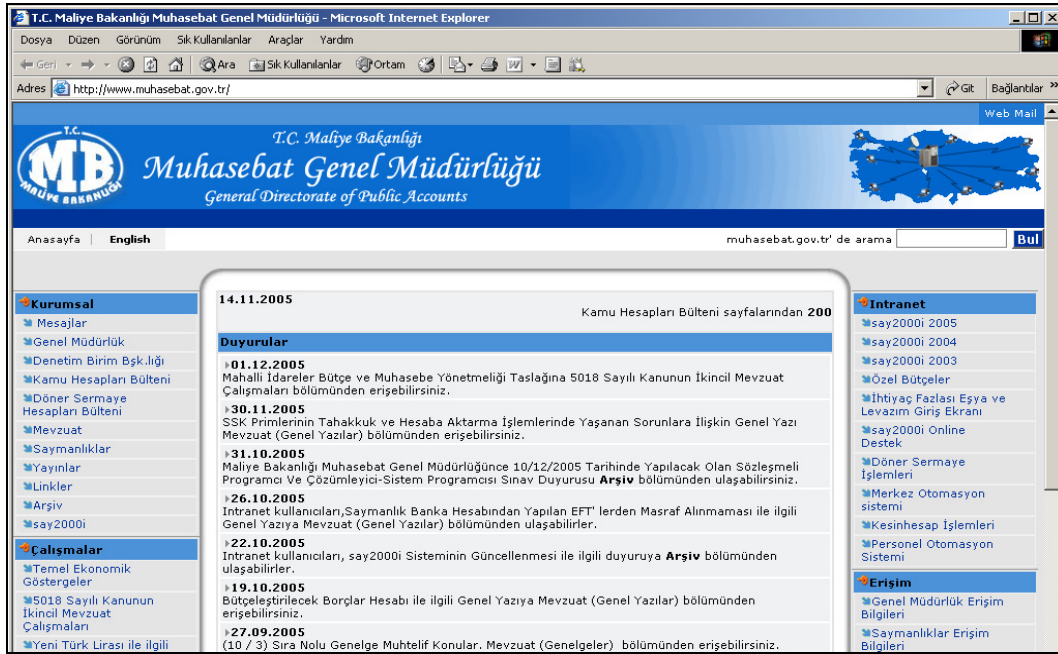 T.C. Maliye Bakanlığı Muhasebat Genel Müdürlüğü - Microsoft Internet Explorer
Dosya Düzen Görünüm Sık Kullanılanlar Araçlar Yardım
Geri Ara Sık Kullanılanlar Ortam
Adres http://www.muhasebat.gov.tr/ Git Bağlantılar »
Web Mail
T.C.
MB
MALİYE BAKANLIĞI
T.C. Maliye Bakanlığı
Muhasebat Genel Müdürlüğü
General Directorate of Public Accounts
Anasayfa | English
muhasebat.gov.tr' de arama Bul
Kurumsal
Mesajlar
Genel Müdürlük
Denetim Birim Bşk.lığı
Kamu Hesapları Bülteni
Döner Sermaye
Hesapları Bülteni
Mevzuat
Saymanlıklar
Yayınlar
Linkler
Arşiv
say2000i
Çalışmalar
Temel Ekonomik
Göstergeler
5018 Sayılı Kanunun
İkincil Mevzuat
Çalışmaları
Yeni Türk Lirası ile ilgili
14.11.2005
Kamu Hesapları Bülteni sayfalarından 200
Duyurular
01.12.2005
Mahalli İdareler Bütçe ve Muhasebe Yönetmeliği Taslağına 5018 Sayılı Kanunun İkincil Mevzuat
Çalışmaları bölümünden erişebilirsiniz.
30.11.2005
SSK Primlerinin Tahakkuk ve Hesaba Aktarma İşlemlerinde Yaşanan Sorunlara İlişkin Genel Yazı
Mevzuat (Genel Yazılar) bölümünden erişebilirsiniz.
31.10.2005
Maliye Bakanlığı Muhasebat Genel Müdürlüğünce 10/12/2005 Tarihinde Yapılacak Olan Sözleşmeli
Programcı Ve Çözümleyici-Sistem Programcısı Sınav Duyurusu Arşiv bölümünden ulaşabilirsiniz.
26.10.2005
Intranet kullanıcıları,Saymanlık Banka Hesabından Yapılan EFT' lerden Masraf Alınmaması ile ilgili
Genel Yazıya Mevzuat (Genel Yazılar) bölümünden ulaşabilirler.
22.10.2005
Intranet kullanıcıları, say2000i Sisteminin Güncellenmesi ile ilgili duyuruya Arşiv bölümünden
ulaşabilirler.
19.10.2005
Bütçeleştirilecek Borçlar Hesabı ile ilgili Genel Yazıya Mevzuat (Genel Yazılar) bölümünden
erişebilirsiniz.
27.09.2005
(10 / 3) Sıra Nolu Genelge Muhtelif Konular. Mevzuat (Genelgeler) bölümünden erişebilirsiniz.
Intranet
say2000i 2005
say2000i 2004
say2000i 2003
Özel Bütçeler
İhtiyaç Fazlası Eşya ve
Levazım Giriş Ekranı
say2000i Online
Destek
Döner Sermaye
İşlemleri
Merkez Otomasyon
sistemi
Kesinhesap İşlemleri
Personel Otomasyon
Sistemi
Erişim
Genel Müdürlük Erişim
Bilgileri
Saymanlıklar Erişim
Bilgileri